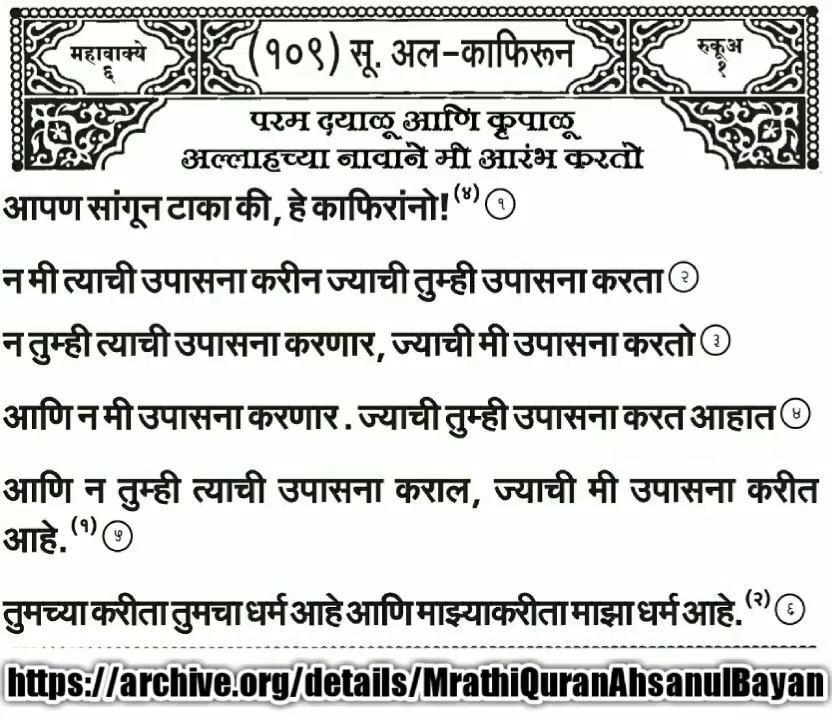 महावाक्ये
६
(१०९) सू. अल-काफिरून
रुकूअ
१
परम दयाळू आणि कृपाळू
अल्लाहच्या नावाने मी आरंभ करतो
आपण सांगून टाका की, हे काफिरांनो! (४) १
न मी त्याची उपासना करीन ज्याची तुम्ही उपासना करता २
न तुम्ही त्याची उपासना करणार, ज्याची मी उपासना करतो ३
आणि न मी उपासना करणार . ज्याची तुम्ही उपासना करत आहात ४
आणि न तुम्ही त्याची उपासना कराल, ज्याची मी उपासना करीत
आहे. (१) ५
तुमच्या करीता तुमचा धर्म आहे आणि माझ्याकरीता माझा धर्म आहे. (२) ६
https://archive.org/details/MrathiQuranAhsanulBayan